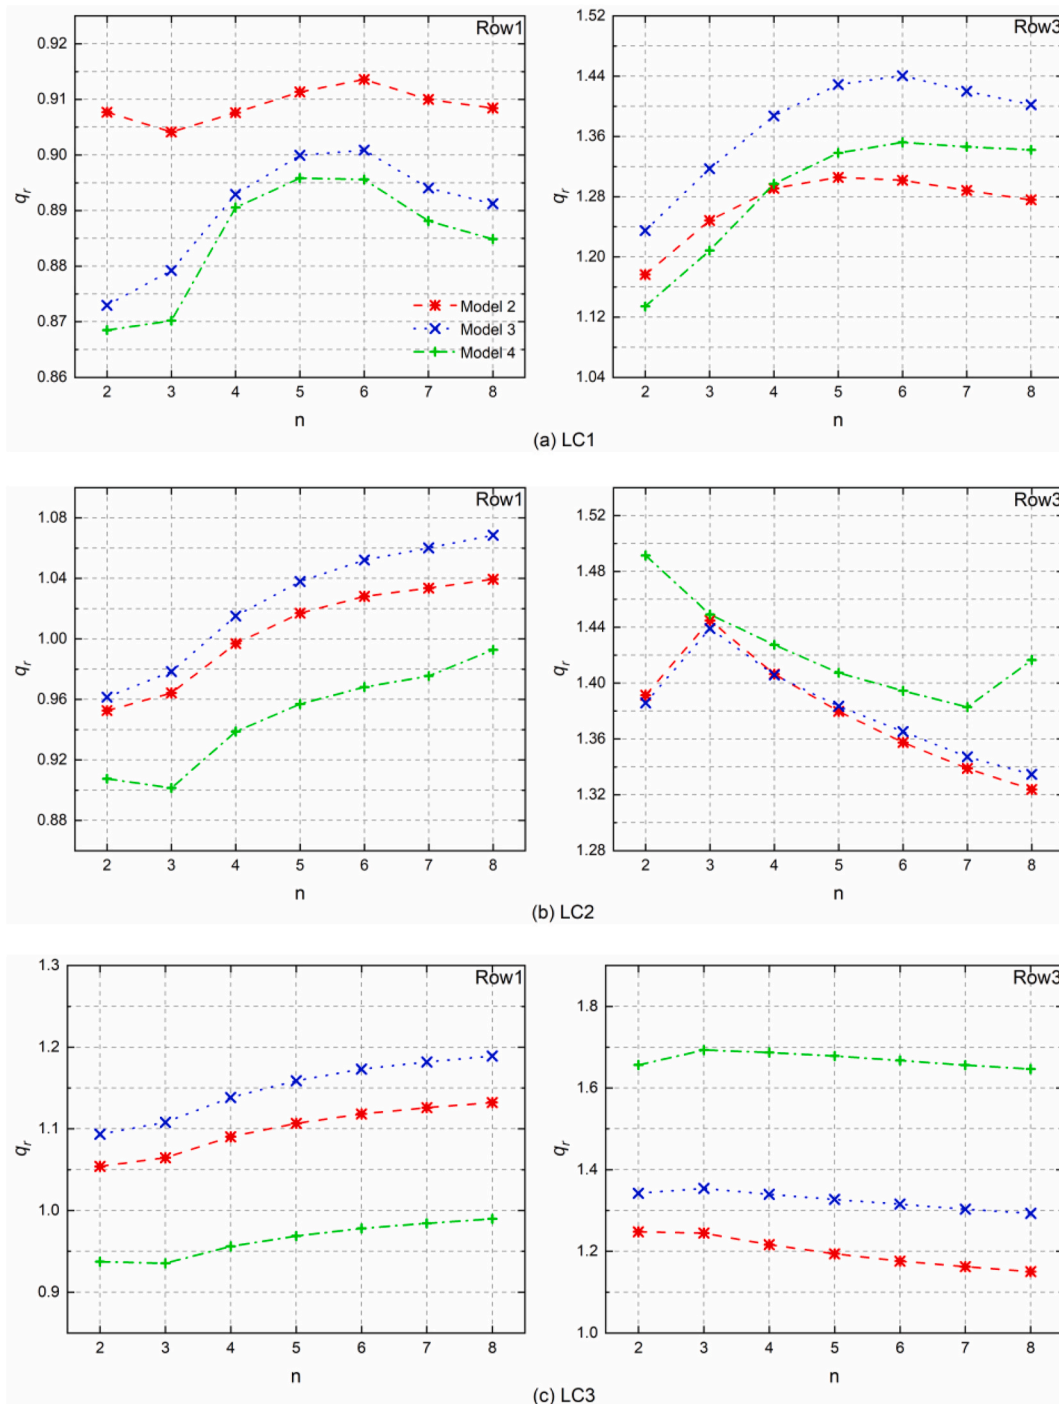 Row1
0.92
0.91
0.90
0.89
0.88
0.87
0.86
q_r
2 3 4 5 6 7 8
n
Model 2
Model 3
Model 4
Row3
1.52
1.44
1.36
1.28
1.20
1.12
1.04
q_r
2 3 4 5 6 7 8
n
(a) LC1
Row1
1.08
1.04
1.00
0.96
0.92
0.88
q_r
2 3 4 5 6 7 8
n
Row3
1.52
1.48
1.44
1.40
1.36
1.32
1.28
q_r
2 3 4 5 6 7 8
n
(b) LC2
Row1
1.3
1.2
1.1
1.0
0.9
q_r
2 3 4 5 6 7 8
n
Row3
1.8
1.6
1.4
1.2
1.0
q_r
2 3 4 5 6 7 8
n
(c) LC3